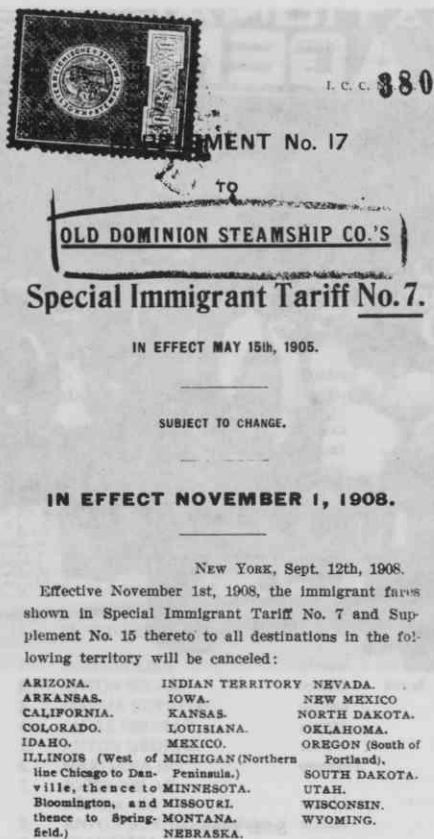 I. C. C. 380
SUPPLEMENT No. 17
TO
OLD DOMINION STEAMSHIP CO.'S
Special Immigrant Tariff No. 7.
IN EFFECT MAY 15th, 1905.
SUBJECT TO CHANGE.
IN EFFECT NOVEMBER 1, 1908.
NEW YORK, Sept. 12th, 1908.
Effective November 1st, 1908, the immigrant fares
shown in Special Immigrant Tariff No. 7 and Sup-
plement No. 15 thereto to all destinations in the fol-
lowing territory will be canceled:
ARIZONA.
ARKANSAS.
CALIFORNIA.
COLORADO.
IDAHO.
ILLINOIS (West of
line Chicago to Dan-
ville, thence to
Bloomington, and
thence to Spring-
field.)
INDIAN TERRITORY
IOWA.
KANSAS.
LOUISIANA.
MEXICO.
MICHIGAN (Northern
Peninsula.)
MINNESOTA.
MISSOURI.
MONTANA.
NEBRASKA.
NEVADA.
NEW MEXICO
NORTH DAKOTA.
OKLAHOMA.
OREGON (South of
Portland).
SOUTH DAKOTA.
UTAH.
WISCONSIN.
WYOMING.